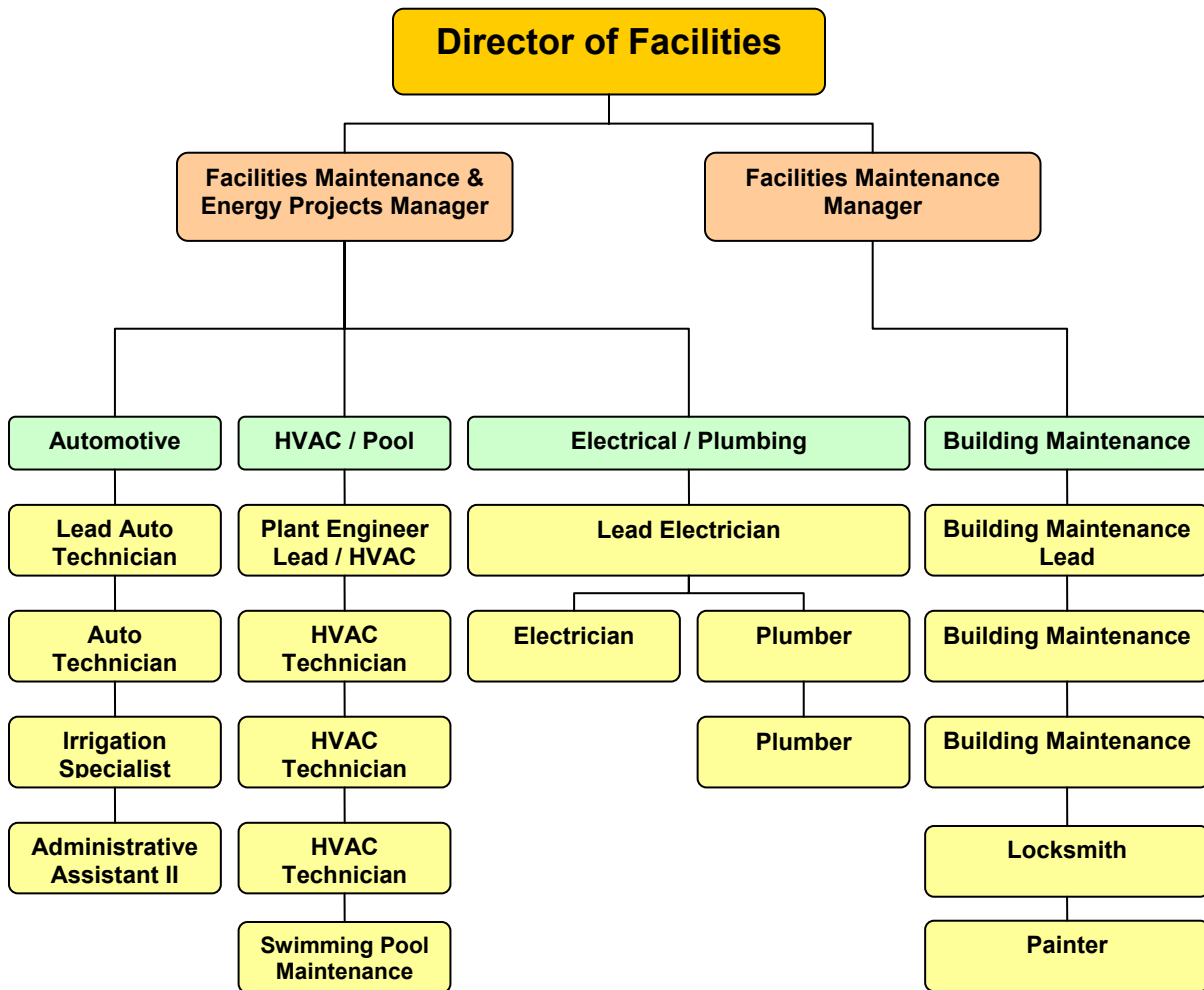 Director of Facilities
Facilities Maintenance &
Energy Projects Manager
Facilities Maintenance
Manager
Automotive
HVAC / Pool
Electrical / Plumbing
Building Maintenance
Lead Auto
Technician
Plant Engineer
Lead / HVAC
Lead Electrician
Building Maintenance
Lead
Auto
Technician
HVAC
Technician
Electrician
Plumber
Building Maintenance
Irrigation
Specialist
HVAC
Technician
Plumber
Building Maintenance
Administrative
Assistant II
HVAC
Technician
Locksmith
Swimming Pool
Maintenance
Painter